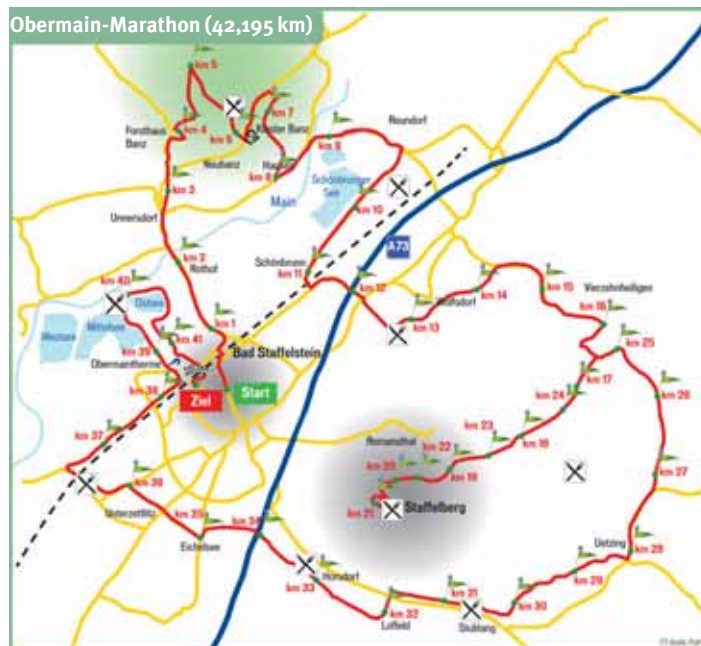 Obermain-Marathon (42,195 km)
km 5
km 7
Kloster Banz
km 6
Forsthaus
Banz
km 4
Neubanz
km 8
km 9
Reundorf
km 3
Unnersdorf
Main
Schönbrunner
See
km 10
A73
km 2
Rothof
Schönbrunn
km 11
km 12
km 40
Ostsee
Mittelsee
Westsee
km 1
km 41
km 39
Obermaintherme
Bad Staffelstein
km 38
Ziel
Start
km 13
Wolfsdorf
km 14
km 15
Vierzehnheiligen
km 16
km 25
km 17
km 26
km 24
km 23
km 18
Romansthal
km 22
km 20
km 19
km 21
Staffelberg
km 27
km 37
km 36
Unterzettlitz
km 35
Eichelsee
km 34
km 33
Horsdorf
km 32
Loffeld
km 31
Stublang
km 30
km 29
Uetzing
km 28